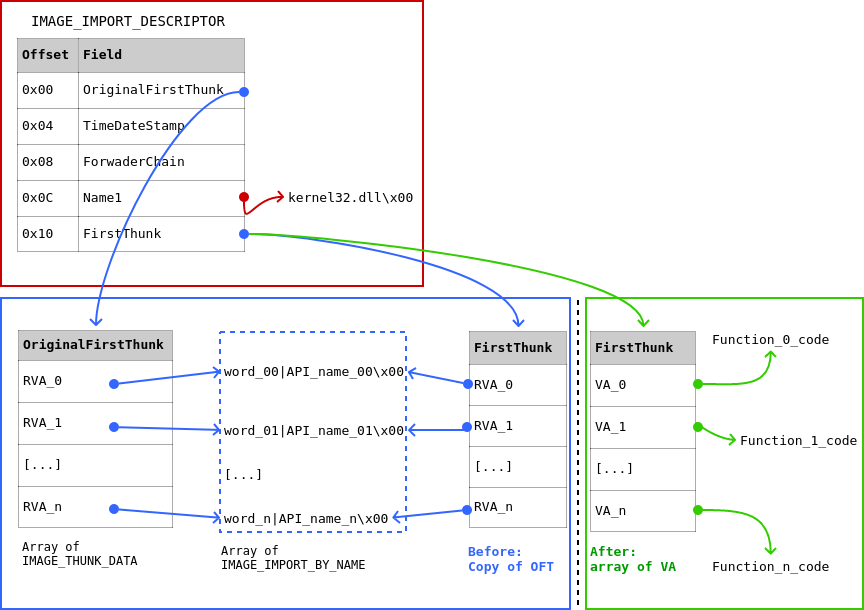 IMAGE_IMPORT_DESCRIPTOR
Offset Field
0x00 OriginalFirstThunk
0x04 TimeDateStamp
0x08 ForwaderChain
0x0C Name1 kernel32.dll\x00
0x10 FirstThunk
OriginalFirstThunk
RVA_0
RVA_1
[...]
RVA_n
Array of
IMAGE_THUNK_DATA
word_00|API_name_00\x00
word_01|API_name_01\x00
[...]
word_n|API_name_n\x00
Array of
IMAGE_IMPORT_BY_NAME
FirstThunk
RVA_0
RVA_1
[...]
RVA_n
Before:
Copy of OFT
FirstThunk
VA_0
VA_1
[...]
VA_n
After:
array of VA
Function_0_code
Function_1_code
Function_n_code